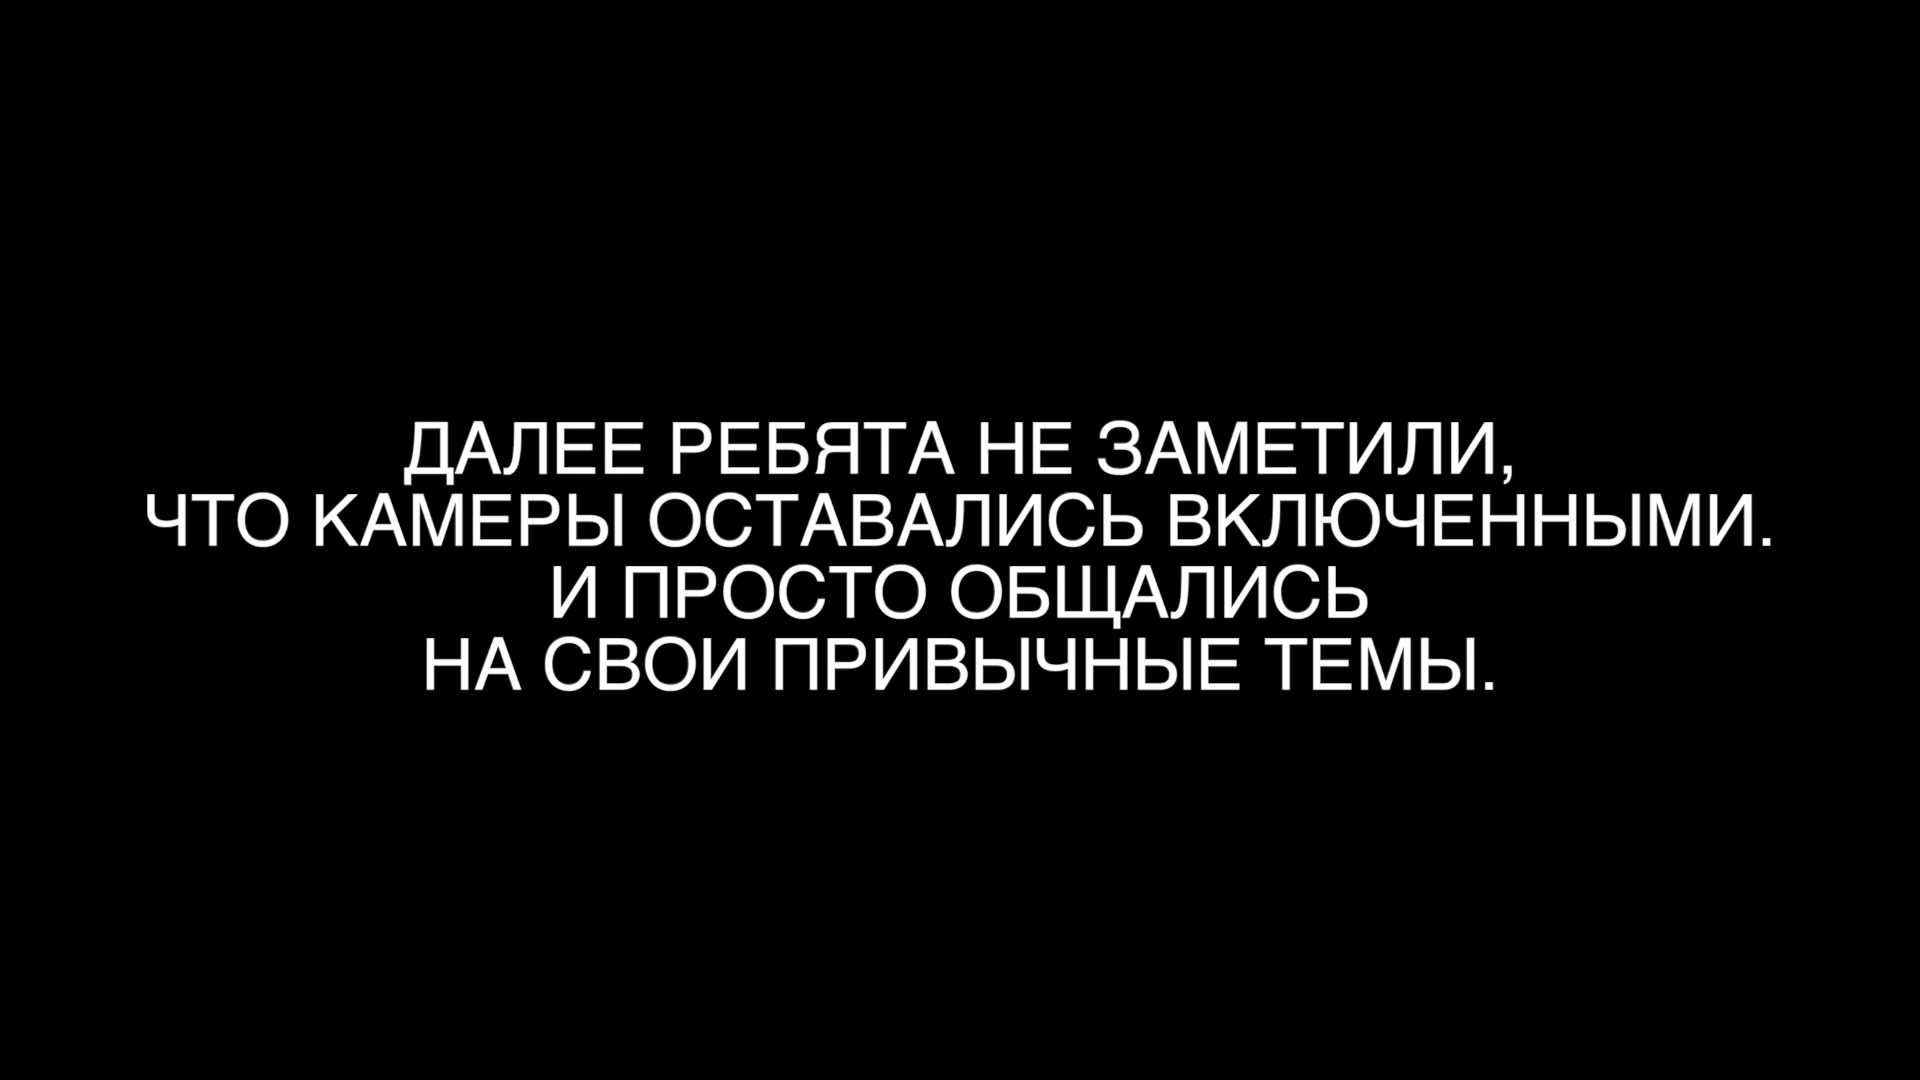 ДАЛЕЕ РЕБЯТА НЕ ЗАМЕТИЛИ,
ЧТО КАМЕРЫ ОСТАВАЛИСЬ ВКЛЮЧЕННЫМИ.
И ПРОСТО ОБЩАЛИСЬ
НА СВОИ ПРИВЫЧНЫЕ ТЕМЫ.